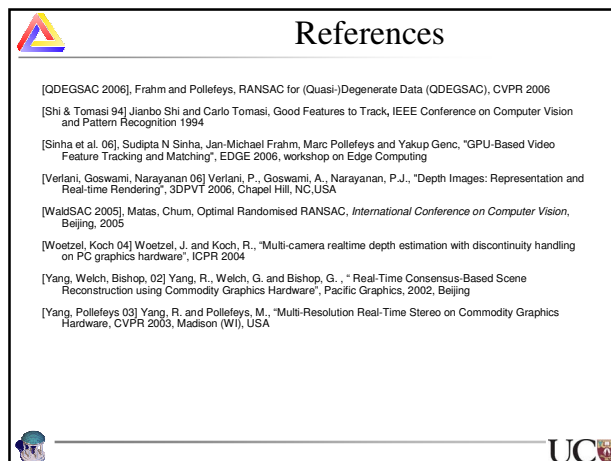 References
[QDEGSAC 2006], Frahm and Pollefeys, RANSAC for (Quasi-)Degenerate Data (QDEGSAC), CVPR 2006
[Shi & Tomasi 94] Jianbo Shi and Carlo Tomasi, Good Features to Track, IEEE Conference on Computer Vision
and Pattern Recognition 1994
[Sinha et al. 06], Sudipta N Sinha, Jan-Michael Frahm, Marc Pollefeys and Yakup Genc, "GPU-Based Video
Feature Tracking and Matching", EDGE 2006, workshop on Edge Computing
[Verlani, Goswami, Narayanan 06] Verlani, P., Goswami, A., Narayanan, P.J., "Depth Images: Representation and
Real-time Rendering", 3DPVT 2006, Chapel Hill, NC,USA
[WaldSAC 2005], Matas, Chum, Optimal Randomised RANSAC, International Conference on Computer Vision,
Beijing, 2005
[Woetzel, Koch 04] Woetzel, J. and Koch, R., “Multi-camera realtime depth estimation with discontinuity handling
on PC graphics hardware”, ICPR 2004
[Yang, Welch, Bishop, 02] Yang, R., Welch, G. and Bishop, G. , “ Real-Time Consensus-Based Scene
Reconstruction using Commodity Graphics Hardware”, Pacific Graphics, 2002, Beijing
[Yang, Pollefeys 03] Yang, R. and Pollefeys, M., “Multi-Resolution Real-Time Stereo on Commodity Graphics
Hardware, CVPR 2003, Madison (WI), USA
UC